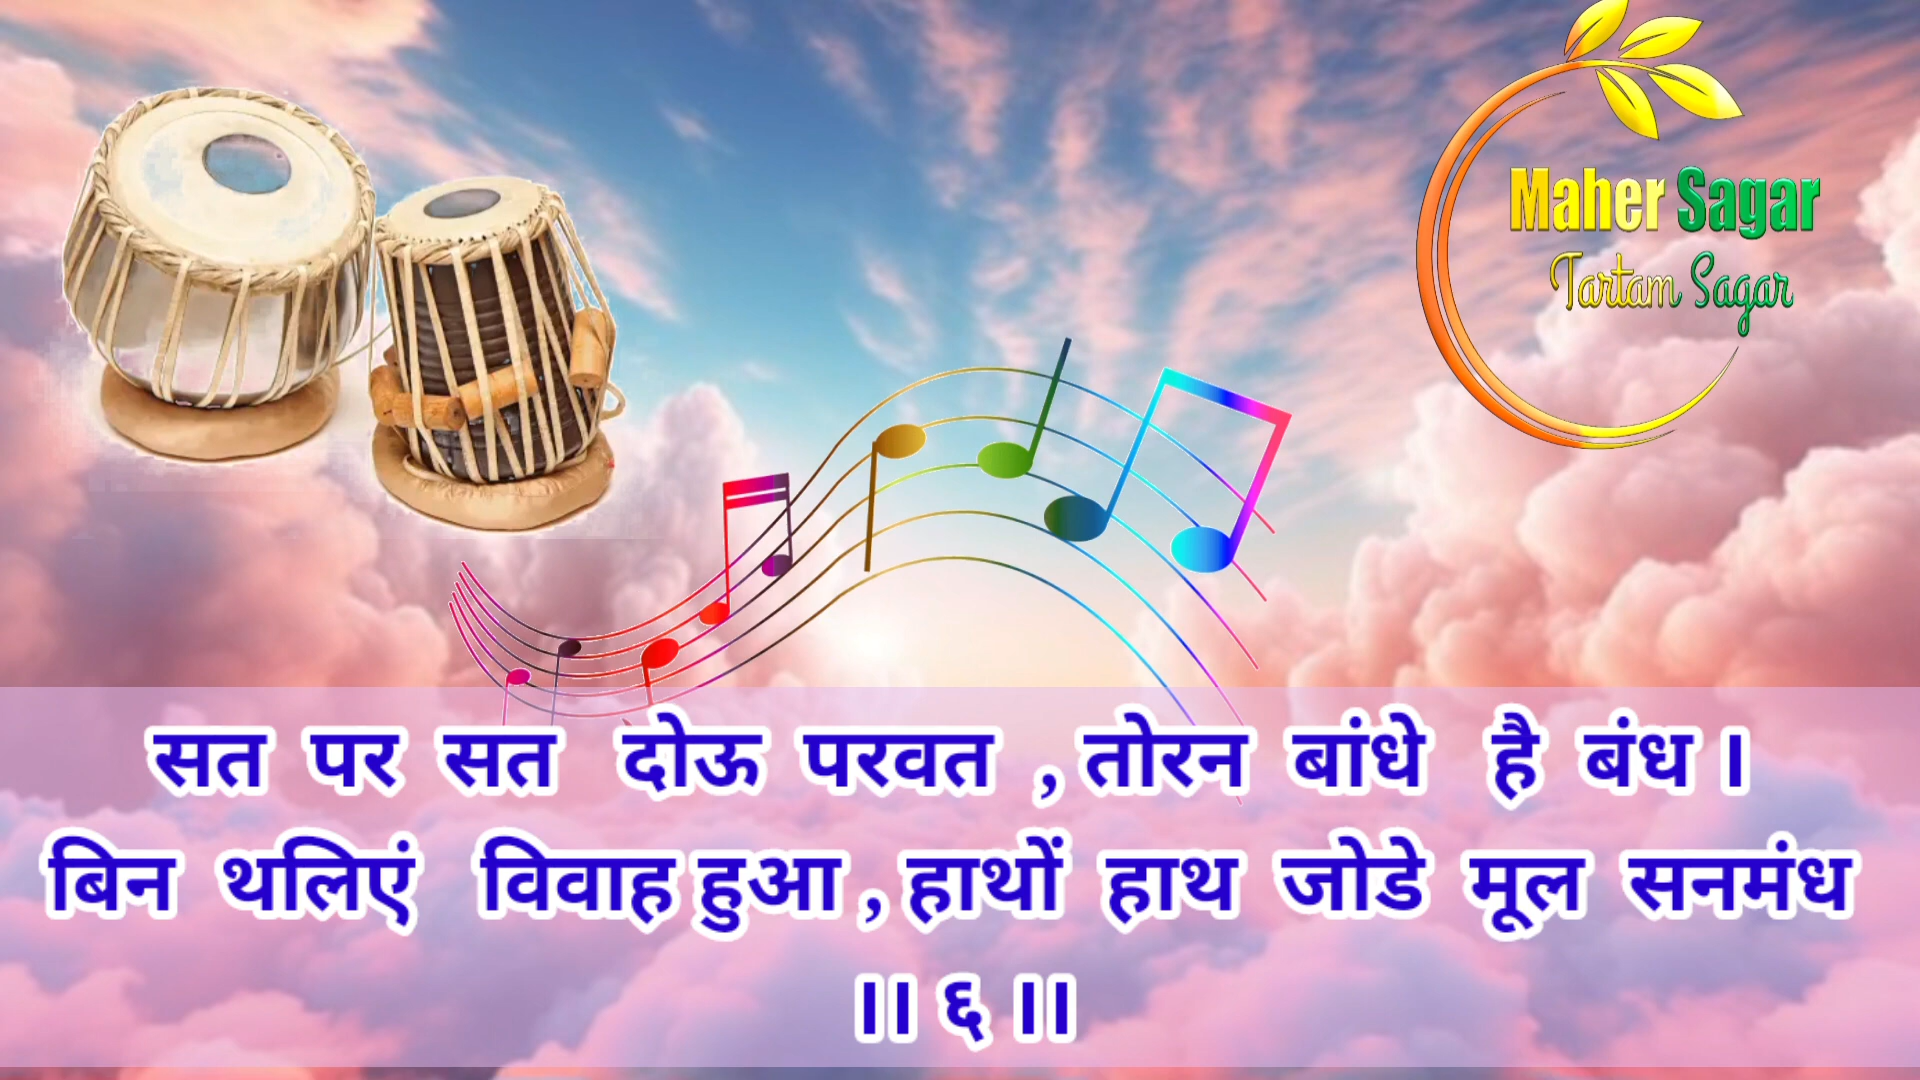 Maher Sagar
Tartam Sagar
सत पर सत दोऊ परवत , तोरन बांधे है बंध ।
बिन थलिएं विवाह हुआ , हाथों हाथ जोडे मूल सनमंध
॥ ६ ॥